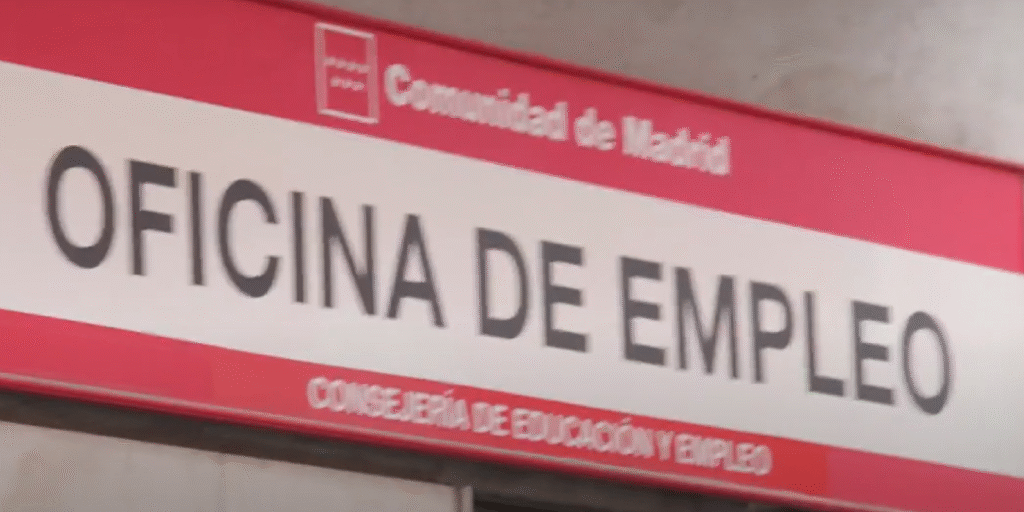 Comunidad de Madrid
OFICINA DE EMPLEO
CONSEJERÍA DE EDUCACIÓN Y EMPLEO